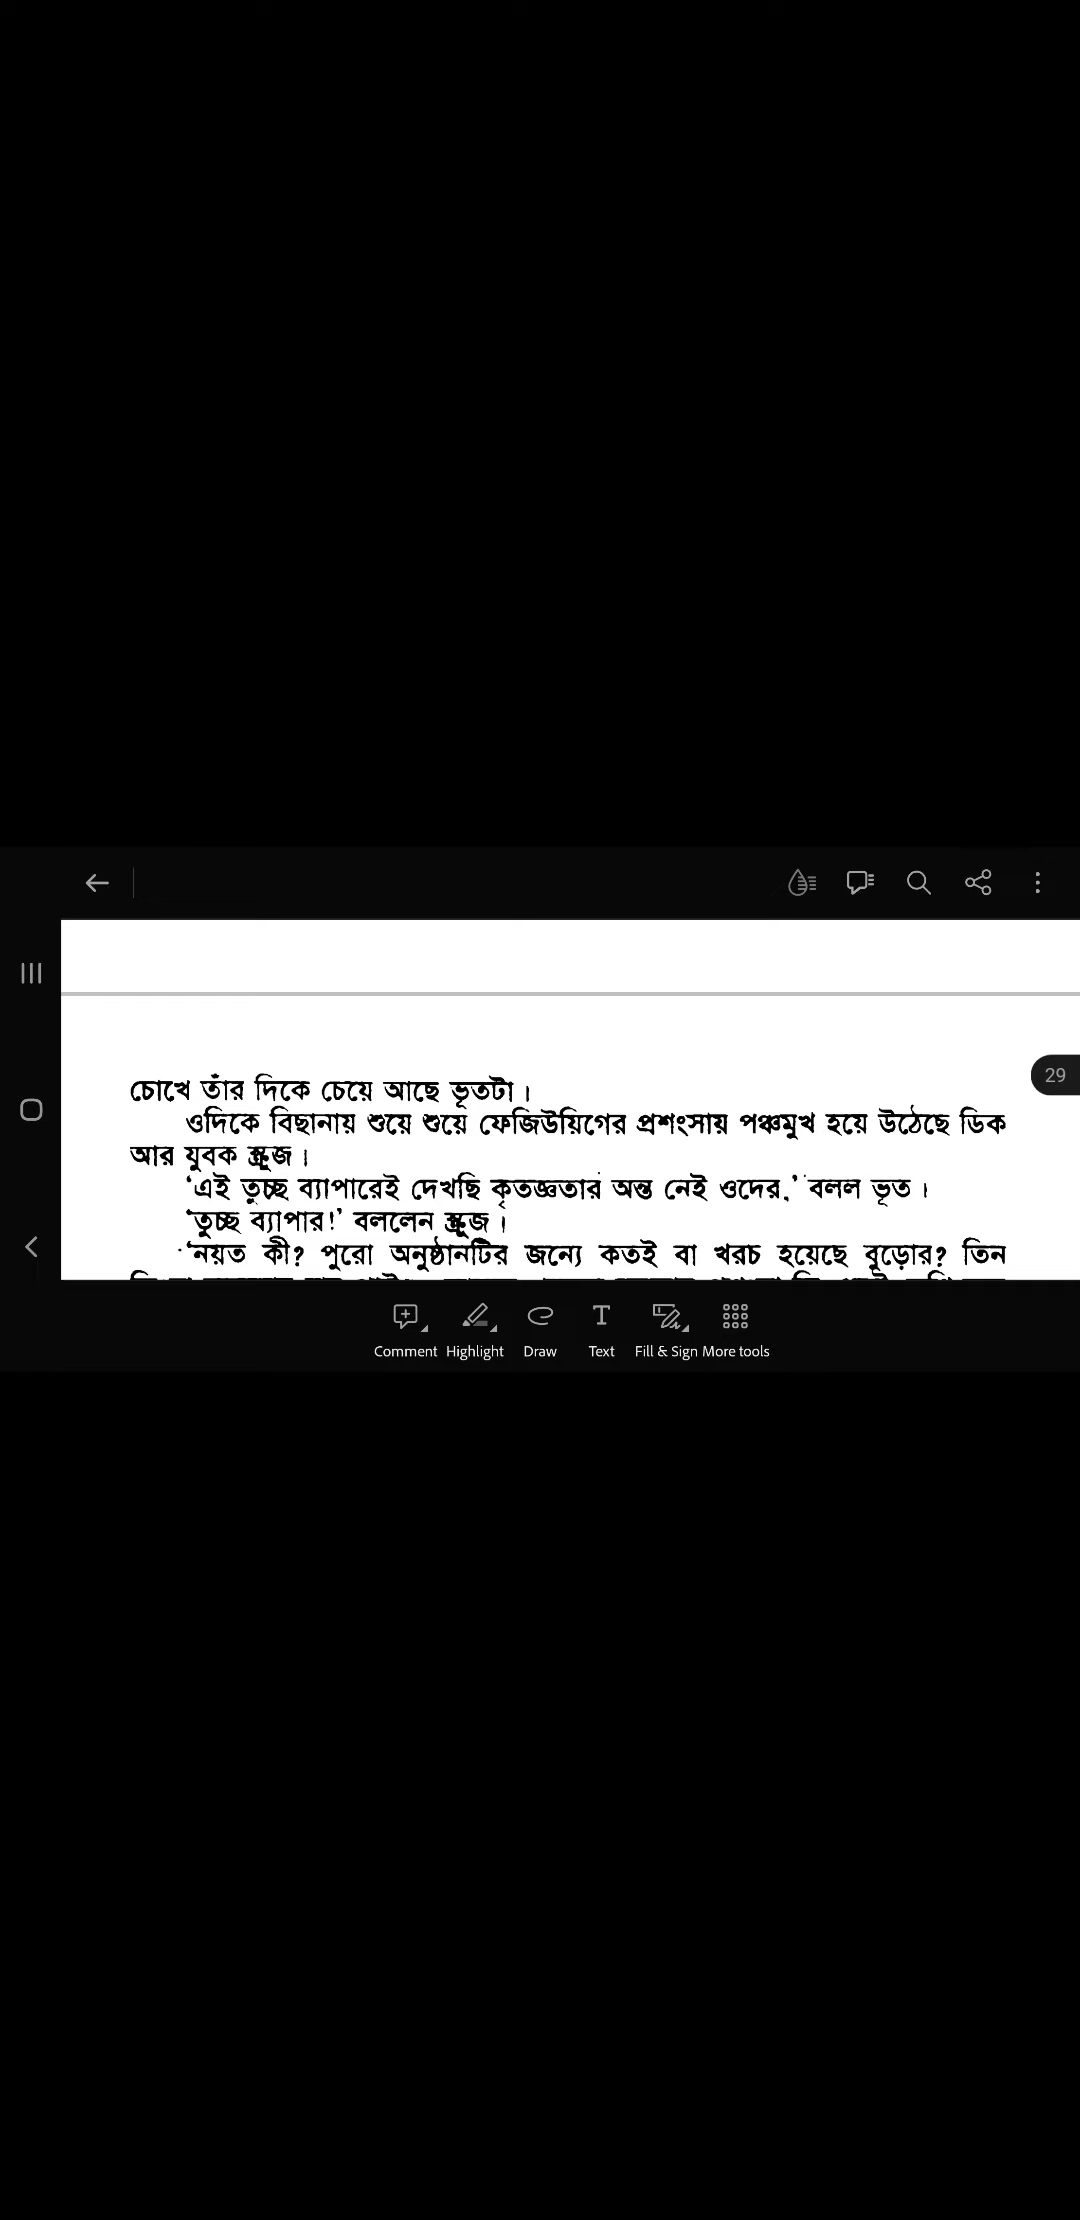 29
চোখে তাঁর দিকে চেয়ে আছে ভূতটা।
ওদিকে বিছানায় শুয়ে শুয়ে ফেজিউয়িগের প্রশংসায় পঞ্চমুখ হয়ে উঠেছে ডিক
আর যুবক স্ক্রুজ।
'এই তুচ্ছ ব্যাপারেই দেখছি কৃতজ্ঞতার অন্ত নেই ওদের,' বলল ভূত।
'তুচ্ছ ব্যাপার!' বললেন স্ক্রুজ।
'নয়ত কী? পুরো অনুষ্ঠানটির জন্যে কতই বা খরচ হয়েছে বুড়োর? তিন
Comment Highlight Draw Text Fill & Sign More tools